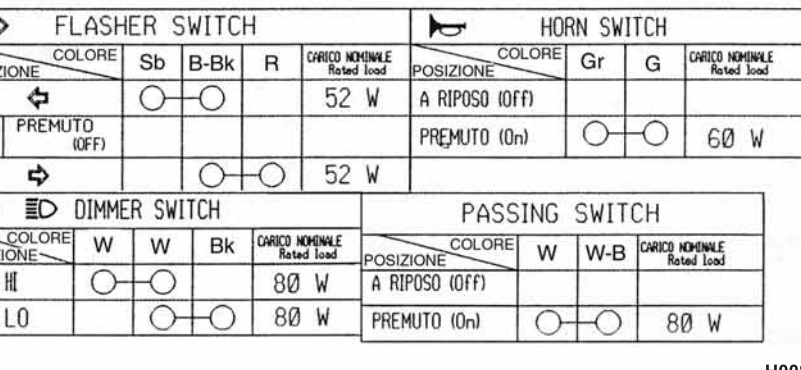 FLASHER SWITCH
COLORE Sb B-Bk R CARICO NOMINALE
ZIONE Rated load
52 W
PREMUTO
(OFF)
52 W
HORN SWITCH
COLORE Gr G CARICO NOMINALE
POSIZIONE Rated load
A RIPOSO (Off)
PREMUTO (On) 60 W
DIMMER SWITCH
COLORE W W Bk CARICO NOMINALE
IONE Rated load
HI 80 W
LO 80 W
PASSING SWITCH
COLORE W W-B CARICO NOMINALE
POSIZIONE Rated load
A RIPOSO (Off)
PREMUTO (On) 80 W